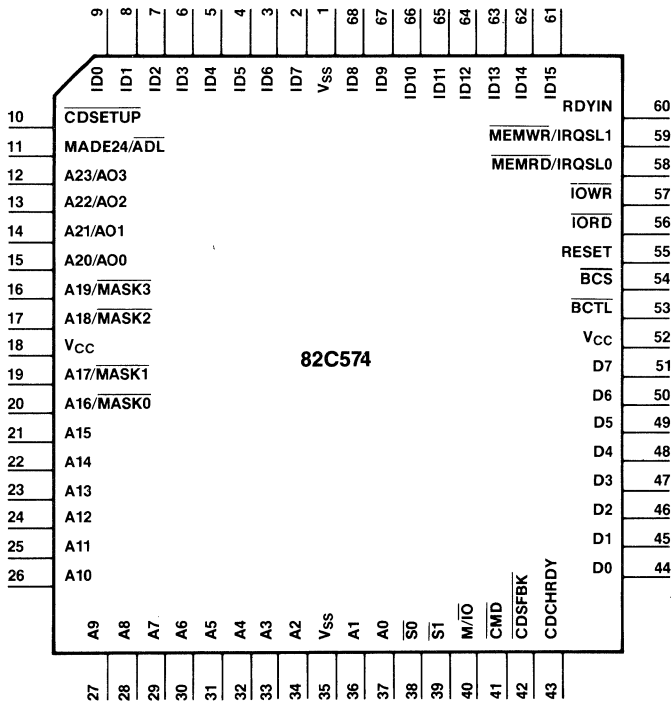 9 8 7 6 5 4 3 2 1 68 67 66 65 64 63 62 61
ID0 ID1 ID2 ID3 ID4 ID5 ID6 ID7 VSS ID8 ID9 ID10 ID11 ID12 ID13 ID14 ID15
10 CDSETUP
11 MADE24/ADL
12 A23/AO3
13 A22/AO2
14 A21/AO1
15 A20/AO0
16 A19/MASK3
17 A18/MASK2
18 VCC
19 A17/MASK1
20 A16/MASK0
21 A15
22 A14
23 A13
24 A12
25 A11
26 A10
82C574
RDYIN 60
MEMWR/IRQSL1 59
MEMRD/IRQSL0 58
IOWR 57
IORD 56
RESET 55
BCS 54
BCTL 53
VCC 52
D7 51
D6 50
D5 49
D4 48
D3 47
D2 46
D1 45
D0 44
A9 A8 A7 A6 A5 A4 A3 A2 VSS A1 A0 S0 S1 M/IO CMD CDSFBK CDCHRDY
27 28 29 30 31 32 33 34 35 36 37 38 39 40 41 42 43